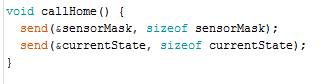 void callHome() {
send(&sensorMask, sizeof sensorMask);
send(&currentState, sizeof currentState);
}